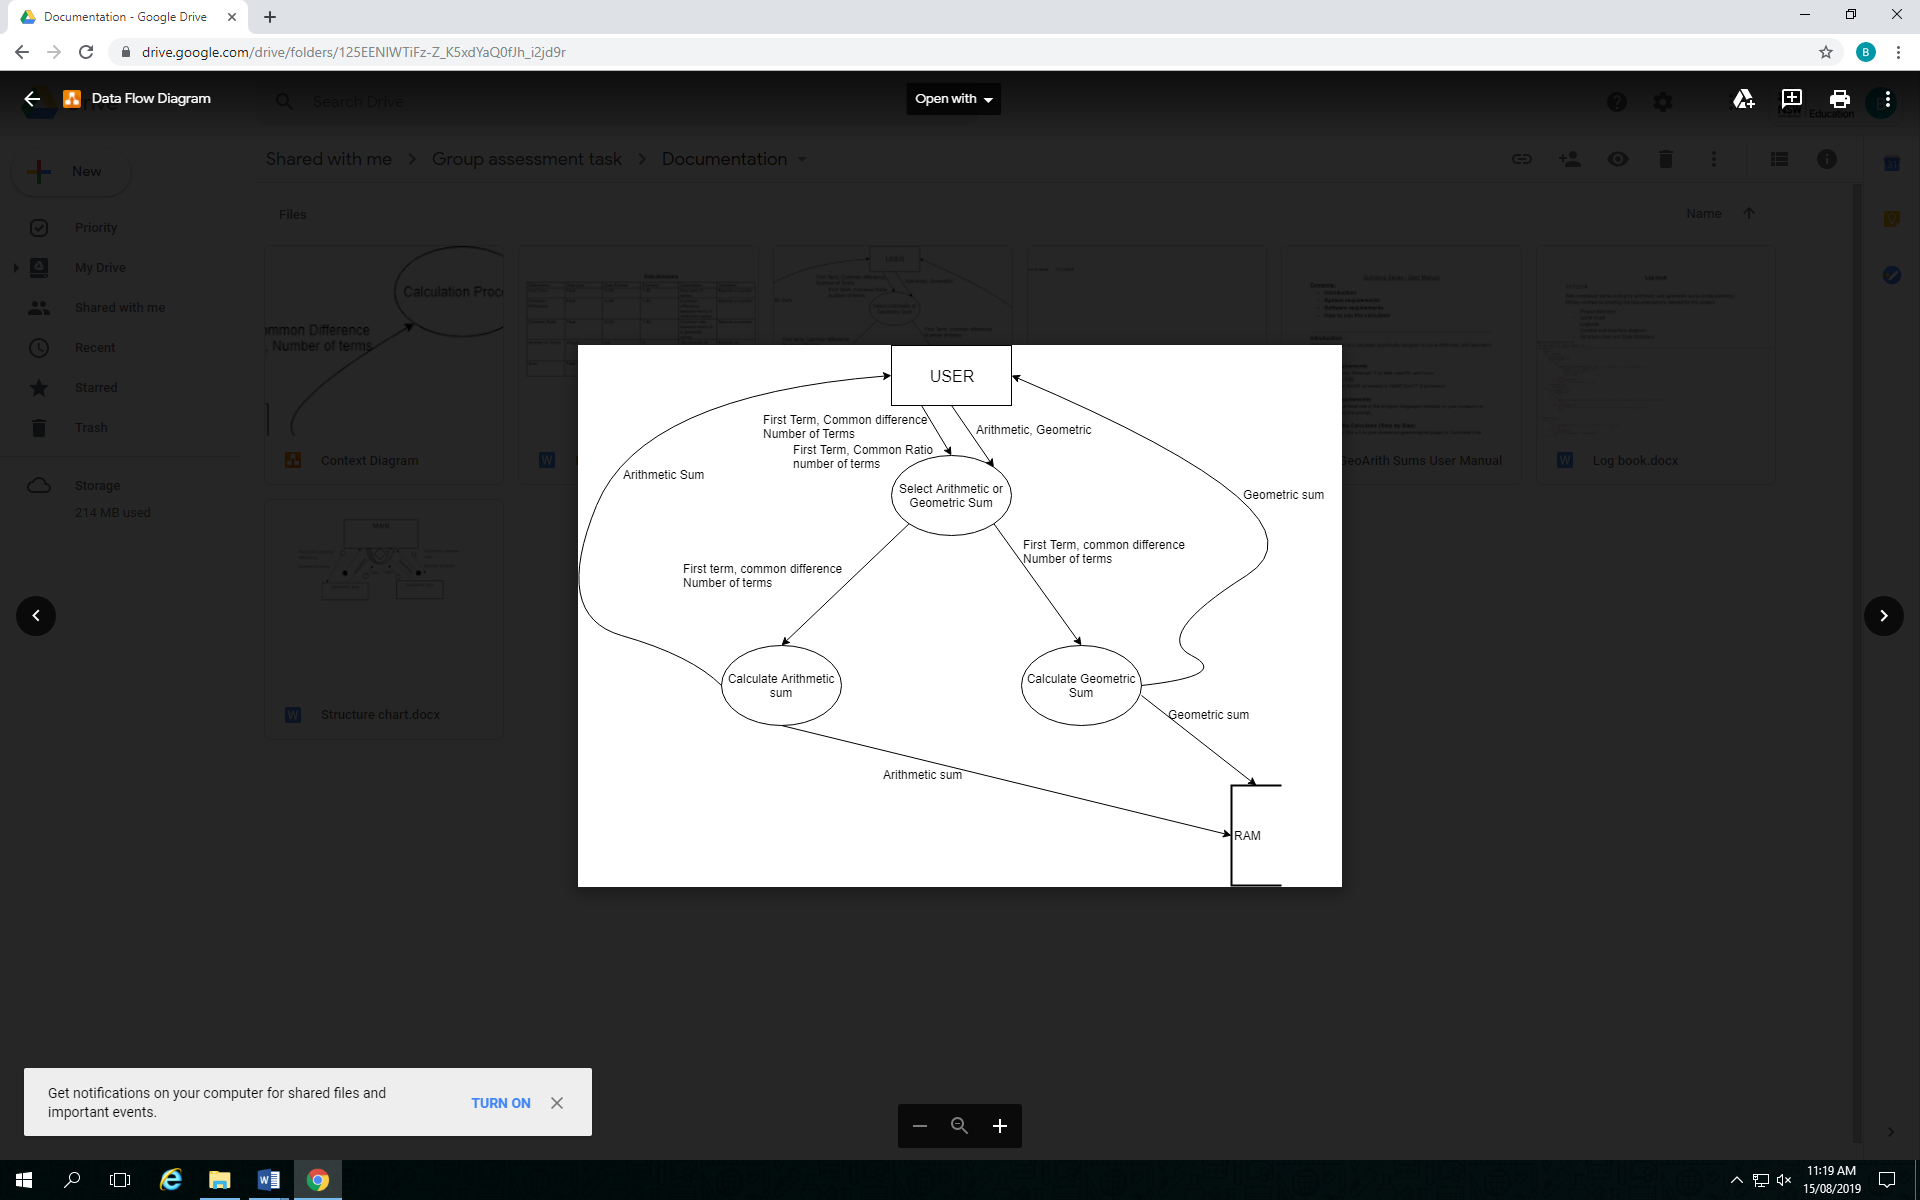 Documentation - Google Drive
drive.google.com/drive/folders/125EENIWTiFz-Z_K5xdYaQ0fJh_i2jd9r
B
Data Flow Diagram
Search Drive
Open with
Education
Shared with me > Group assessment task > Documentation
New
Files
Name
Priority
My Drive
Shared with me
Recent
Starred
Trash
Storage
214 MB used
Calculation Proc
mmon Difference
, Number of terms
Context Diagram
GeoArith Sums User Manual
Log book.docx
Structure chart.docx
USER
First Term, Common difference
Number of Terms
First Term, Common Ratio
number of terms
Arithmetic, Geometric
Arithmetic Sum
Select Arithmetic or
Geometric Sum
Geometric sum
First term, common difference
Number of terms
First Term, common difference
Number of terms
Calculate Arithmetic
sum
Calculate Geometric
Sum
Geometric sum
Arithmetic sum
RAM
Get notifications on your computer for shared files and
important events.
TURN ON
11:19 AM
15/08/2019